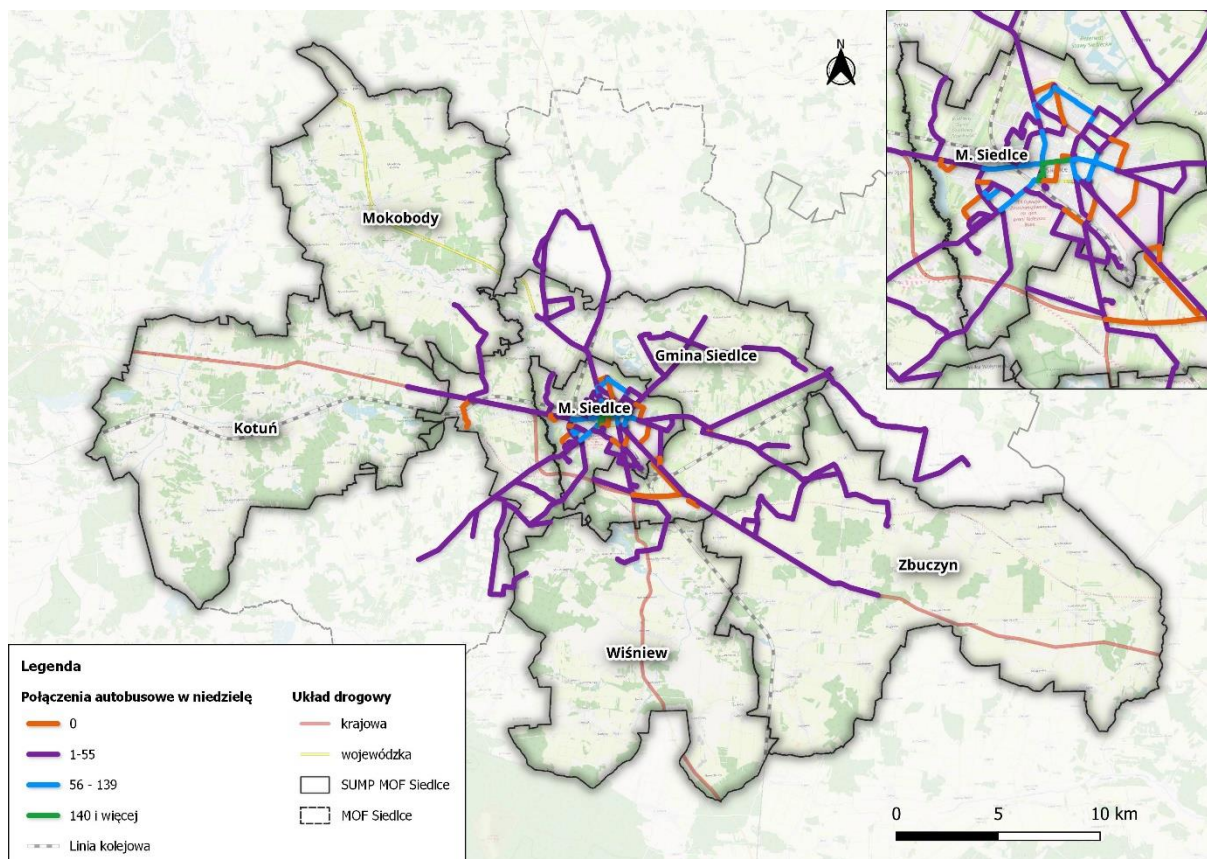 N
M. Siedlce
Mokobody
Gmina Siedlce
M. Siedlce
Kotuń
Zbuczyn
Wiśniew
Legenda
Połączenia autobusowe w niedzielę
0
1-55
56 - 139
140 i więcej
Linia kolejowa
Układ drogowy
krajowa
wojewódzka
SUMP MOF Siedlce
MOF Siedlce
0 5 10 km